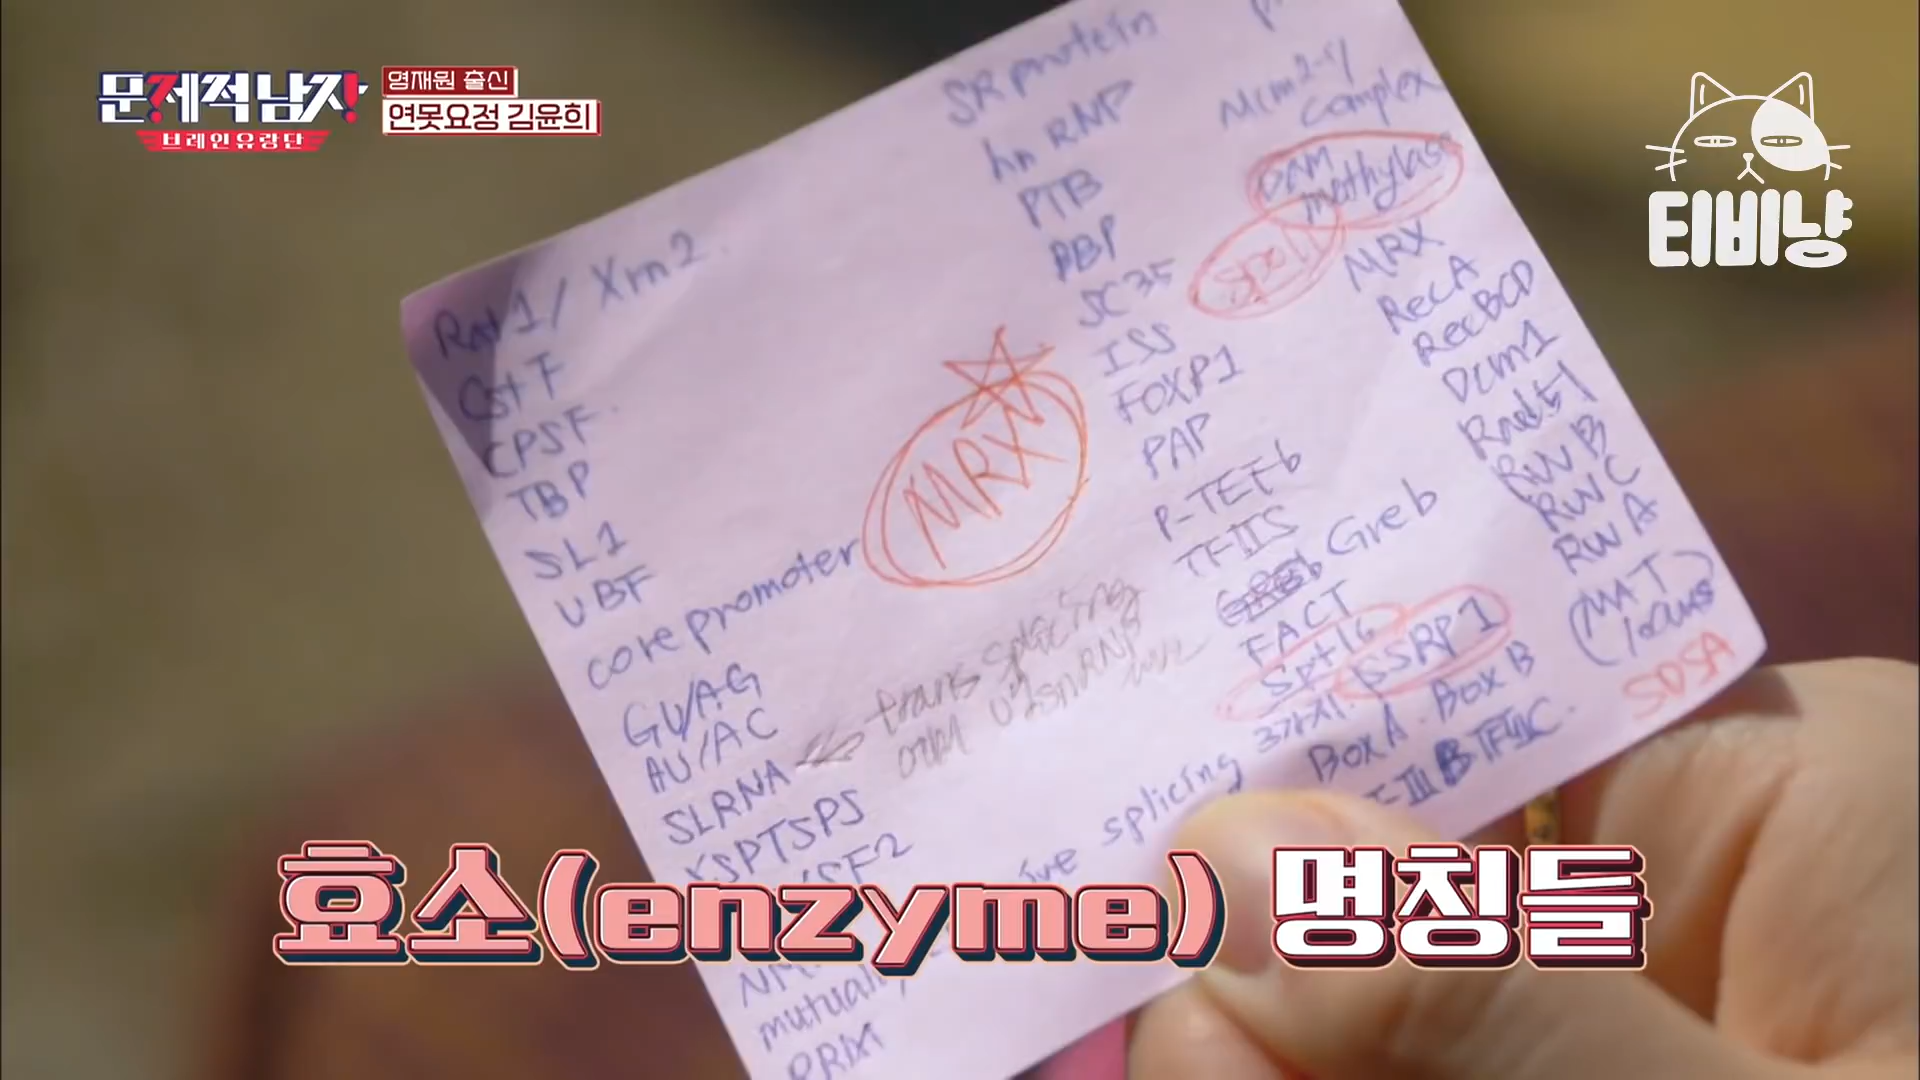 문제적남자
브레인유랑단
영재원 출신
연못요정 김윤희
티비냥
Rat1/ Xrn2.
CstF
CPSF.
TBP
SL1
UBF
core promoter
GU/AG
AU/AC
SLRNA
trans splicing
MRX
SR protein
hn RNP
PTB
PBP
SC35
ISS
FOXP1
PAP
P-TEFb
TFIIS
Greb
FACT
Spt16
SSRP1
3가지. Box A. Box B
splicing
Mcm2-7
complex
DAM
methylase
Spo11
MRX
RecA
RecBCD
Dcm1
Rad51
RuvB
RuvC
RuvA
(MAT
locus)
SDSA
효소(enzyme) 명칭들
mutually